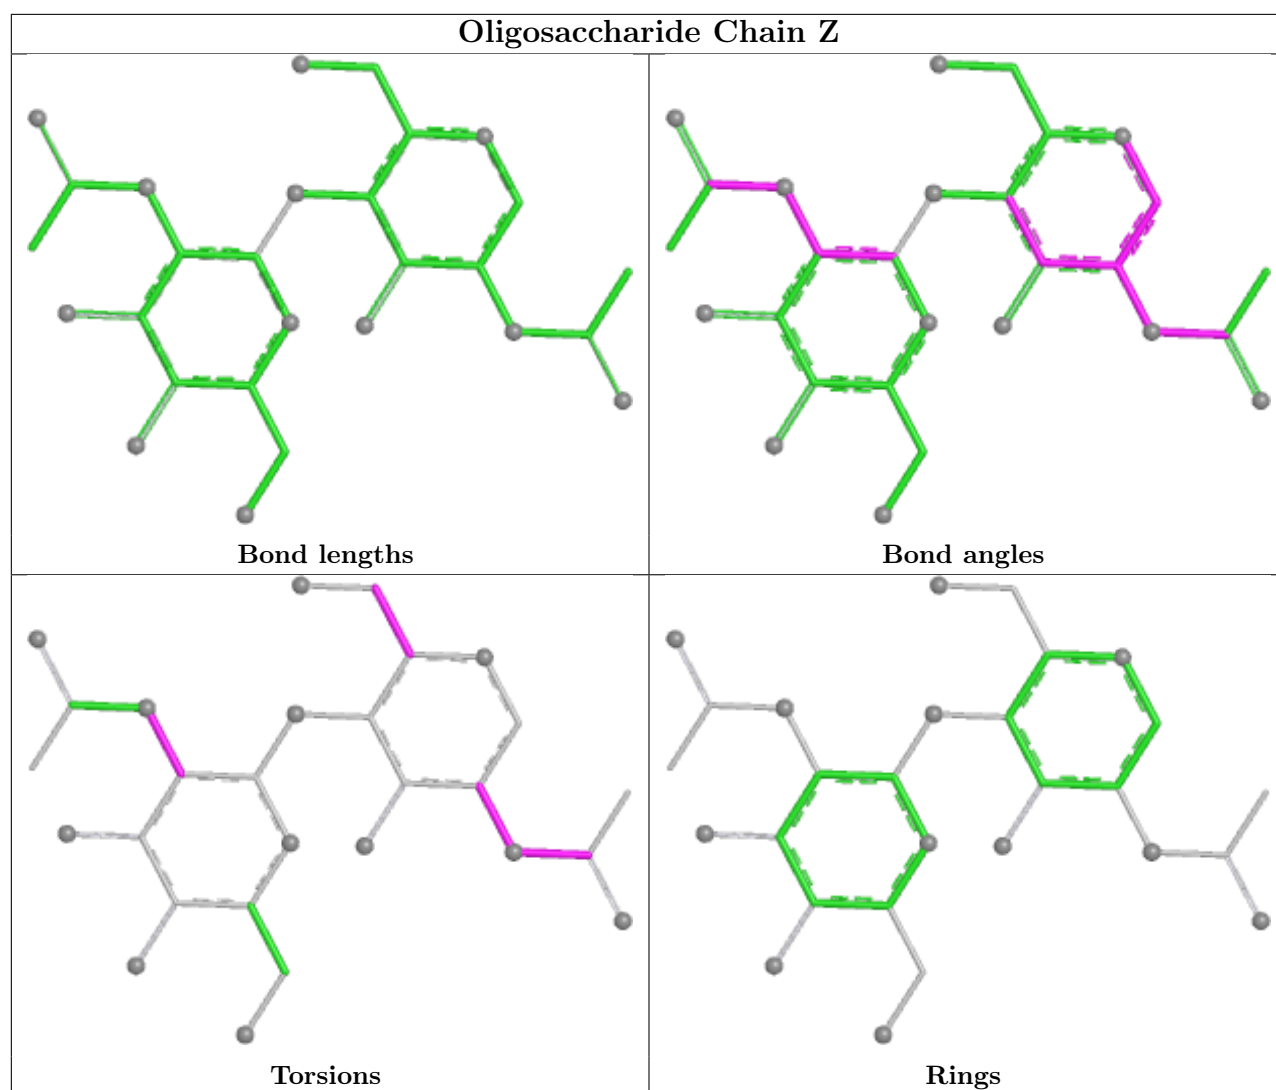 Oligosaccharide Chain Z
Bond lengths
Bond angles
Torsions
Rings